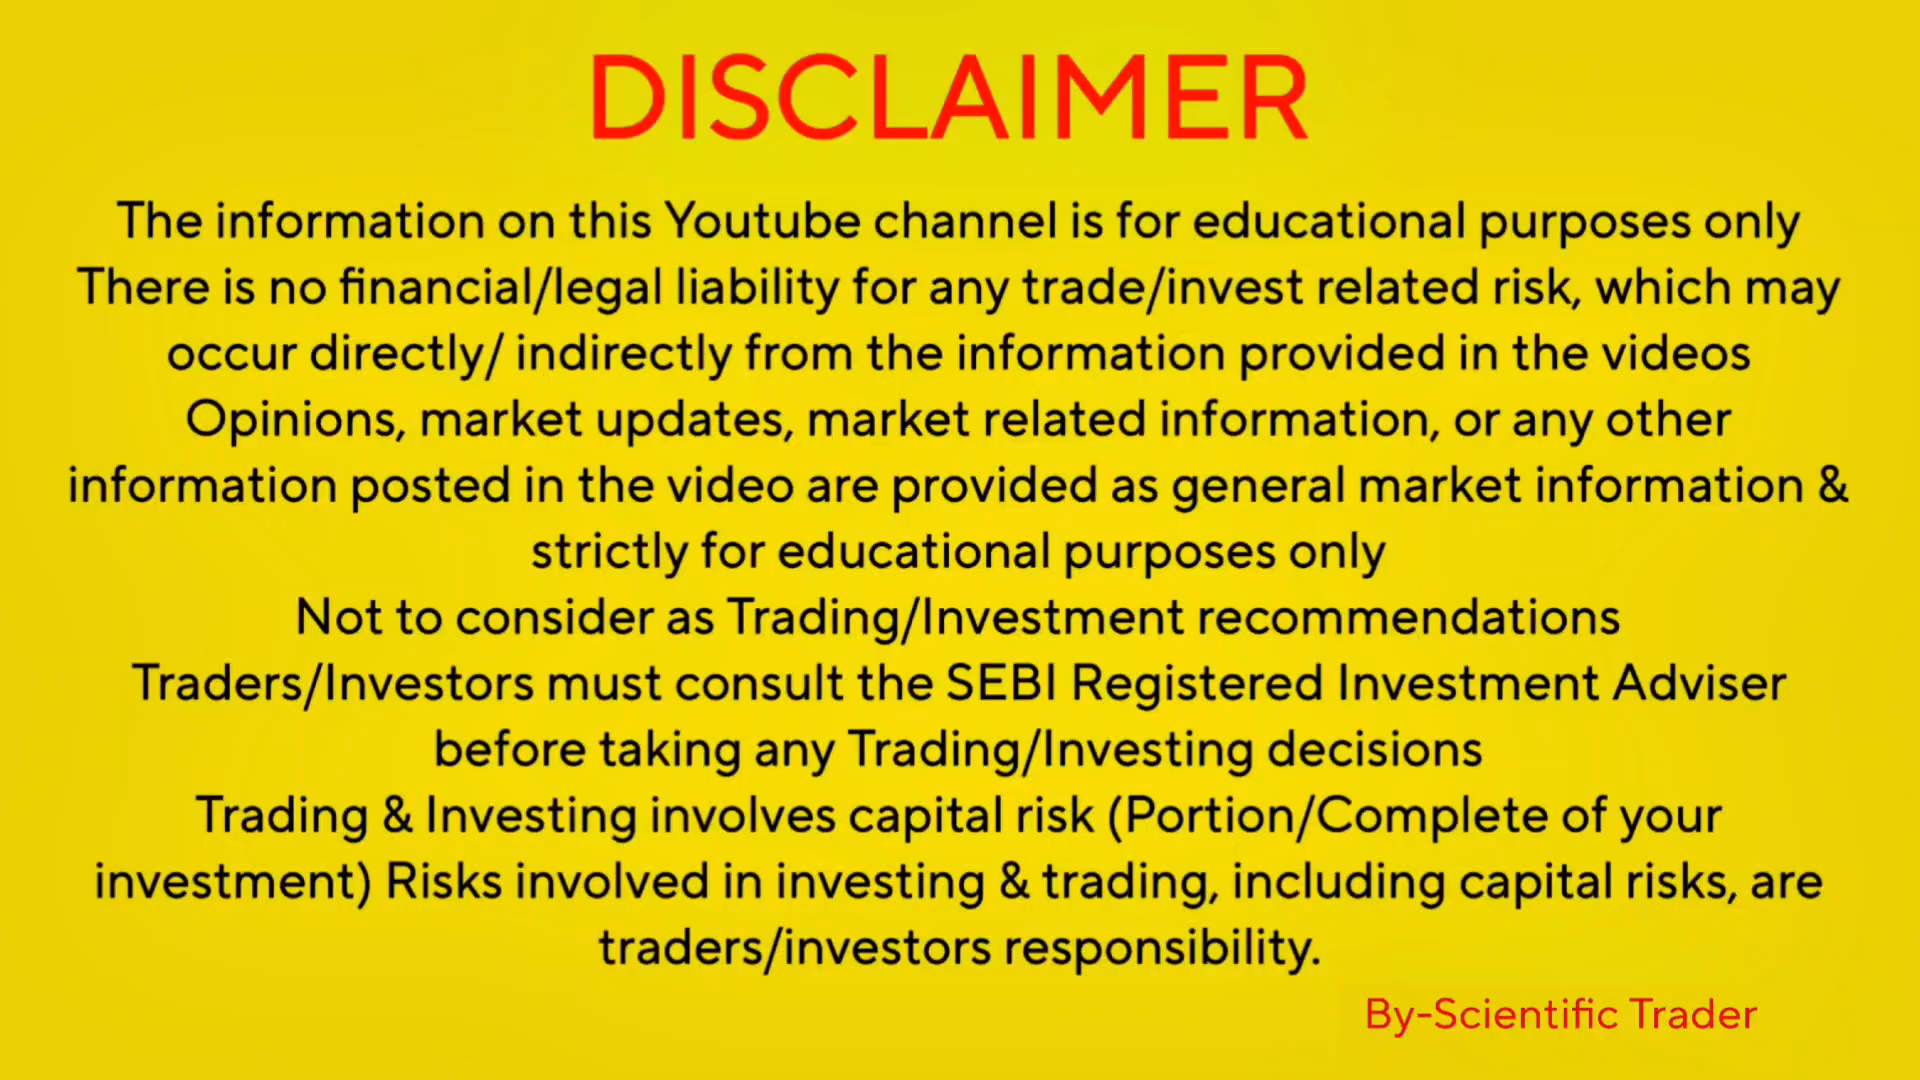 DISCLAIMER
The information on this Youtube channel is for educational purposes only
There is no financial/legal liability for any trade/invest related risk, which may
occur directly/ indirectly from the information provided in the videos
Opinions, market updates, market related information, or any other
information posted in the video are provided as general market information &
strictly for educational purposes only
Not to consider as Trading/Investment recommendations
Traders/Investors must consult the SEBI Registered Investment Adviser
before taking any Trading/Investing decisions
Trading & Investing involves capital risk (Portion/Complete of your
investment) Risks involved in investing & trading, including capital risks, are
traders/investors responsibility.
By-Scientific Trader